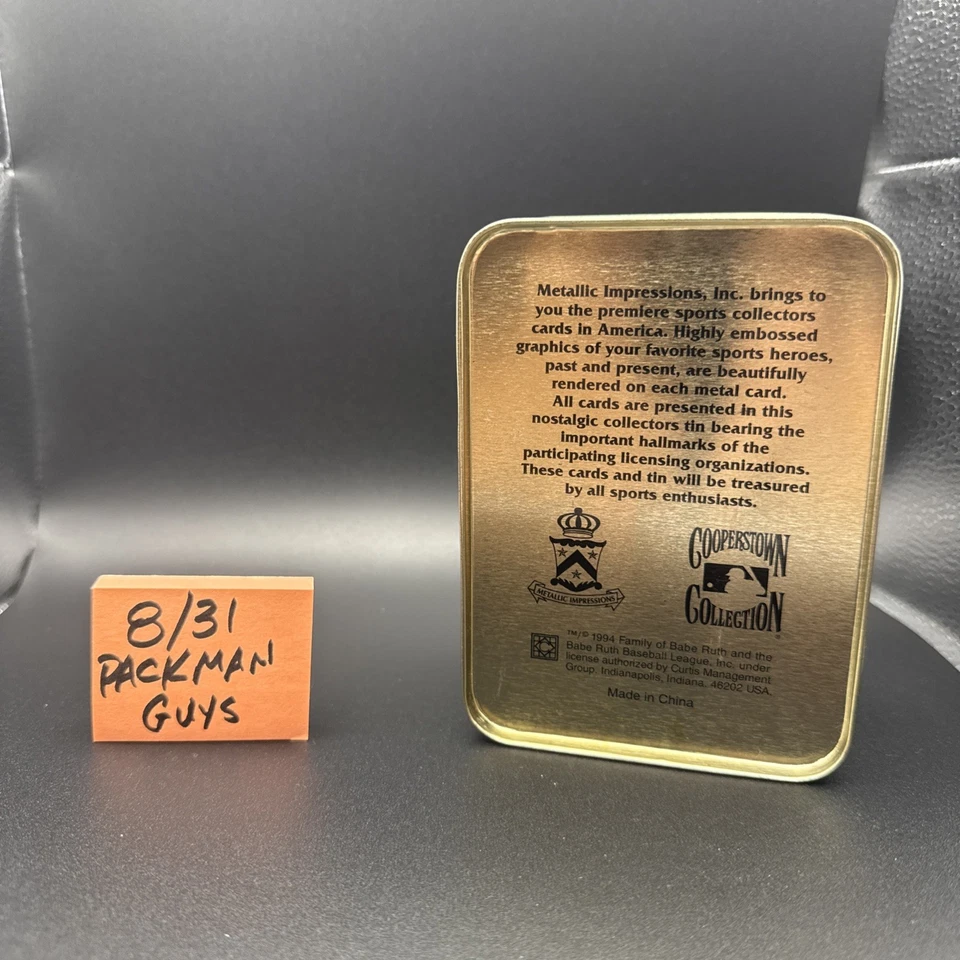 8/31
PACKMAN
GUYS
Metallic Impressions, Inc. brings to
you the premiere sports collectors
cards in America. Highly embossed
graphics of your favorite sports heroes,
past and present, are beautifully
rendered on each metal card.
All cards are presented in this
nostalgic collectors tin bearing the
important hallmarks of the
participating licensing organizations.
These cards and tin will be treasured
by all sports enthusiasts.
METALLIC IMPRESSIONS
COOPERSTOWN
COLLECTION
™/© 1994 Family of Babe Ruth and the
Babe Ruth Baseball League, Inc. under
license authorized by Curtis Management
Group. Indianapolis, Indiana, 46202 USA.
Made in China